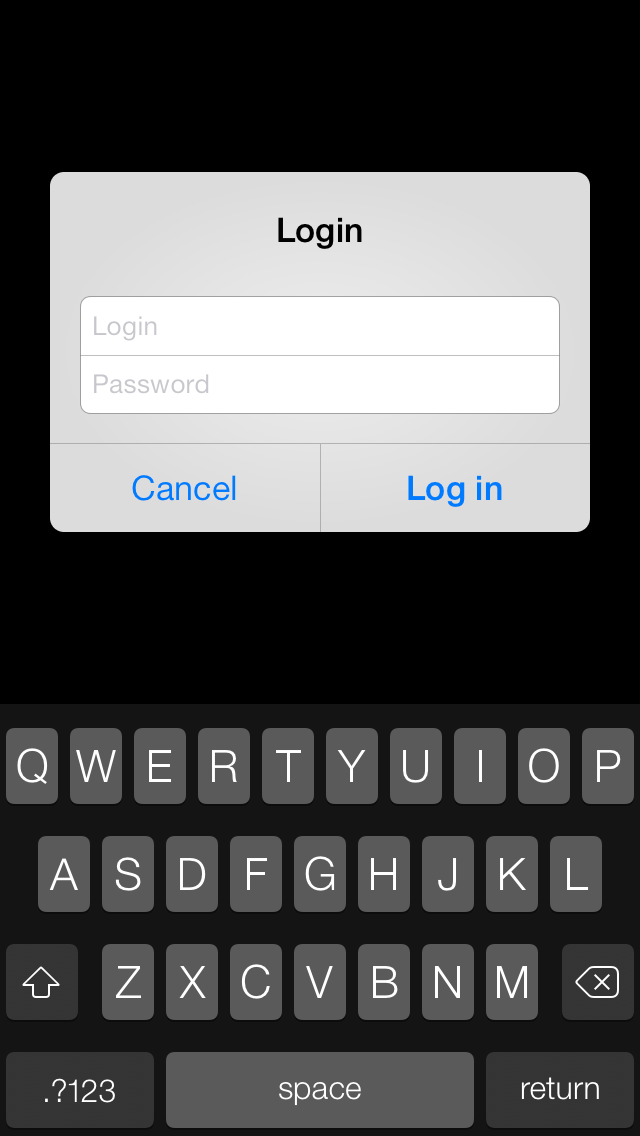 Login
Login
Password
Cancel Log in
Q W E R T Y U I O P
A S D F G H J K L
Z X C V B N M
.?123 space return